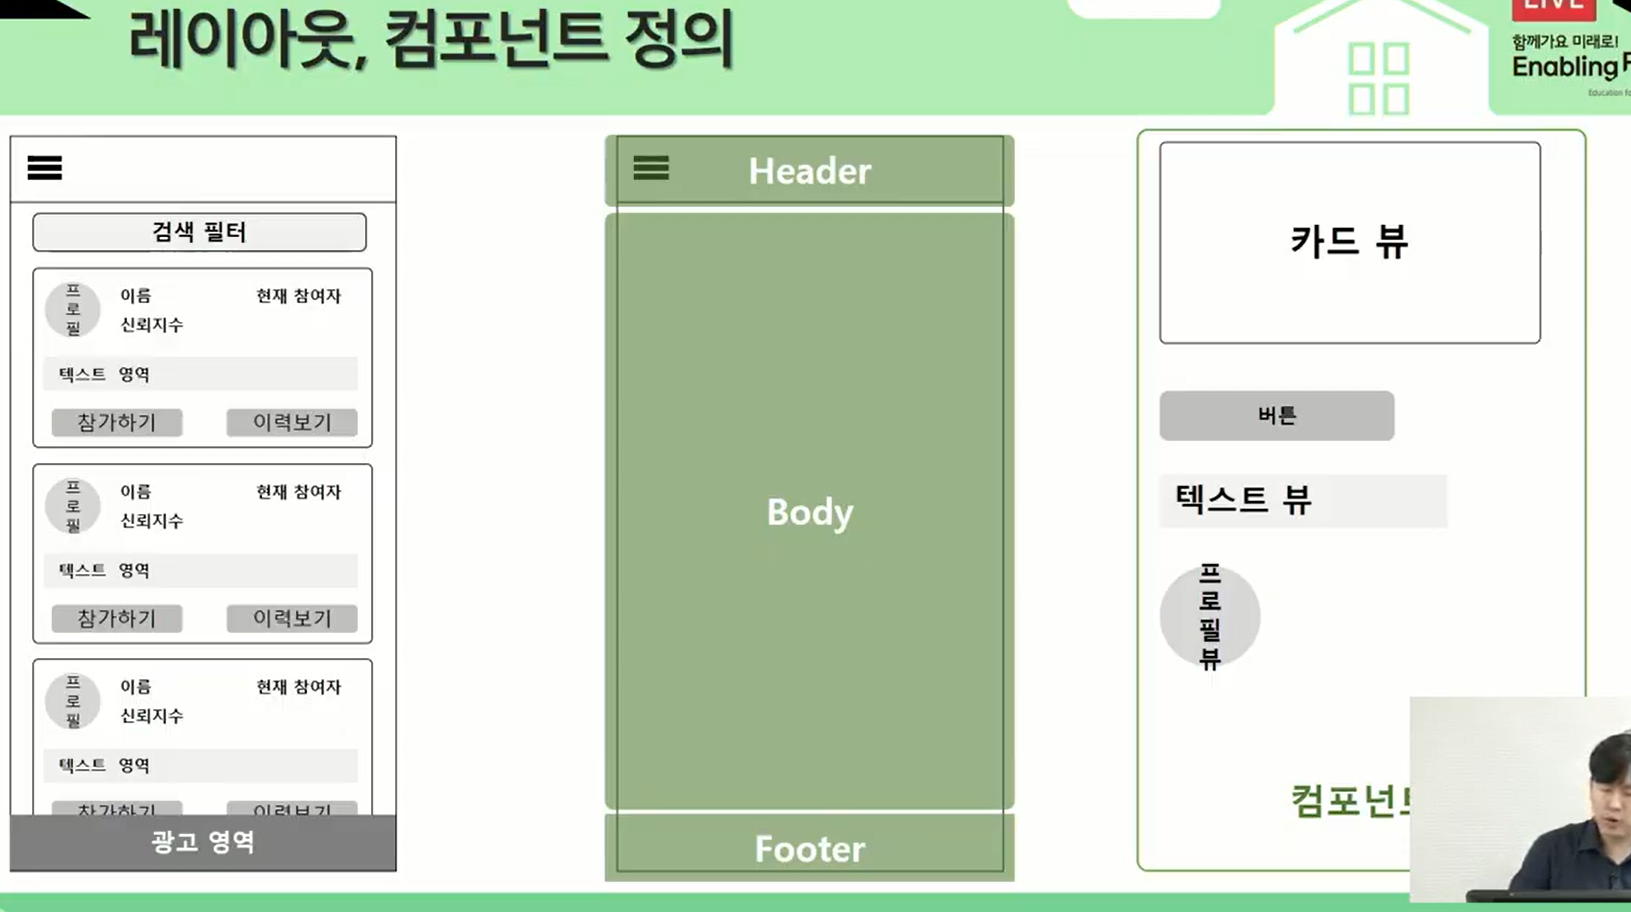 레이아웃, 컴포넌트 정의
LIVE
함께가요 미래로!
Enabling
검색 필터
프로필
이름
현재 참여자
신뢰지수
텍스트 영역
참가하기
이력보기
프로필
이름
현재 참여자
신뢰지수
텍스트 영역
참가하기
이력보기
프로필
이름
현재 참여자
신뢰지수
텍스트 영역
참가하기
이력보기
광고 영역
Header
Body
Footer
카드 뷰
버튼
텍스트 뷰
프로필뷰
컴포넌트